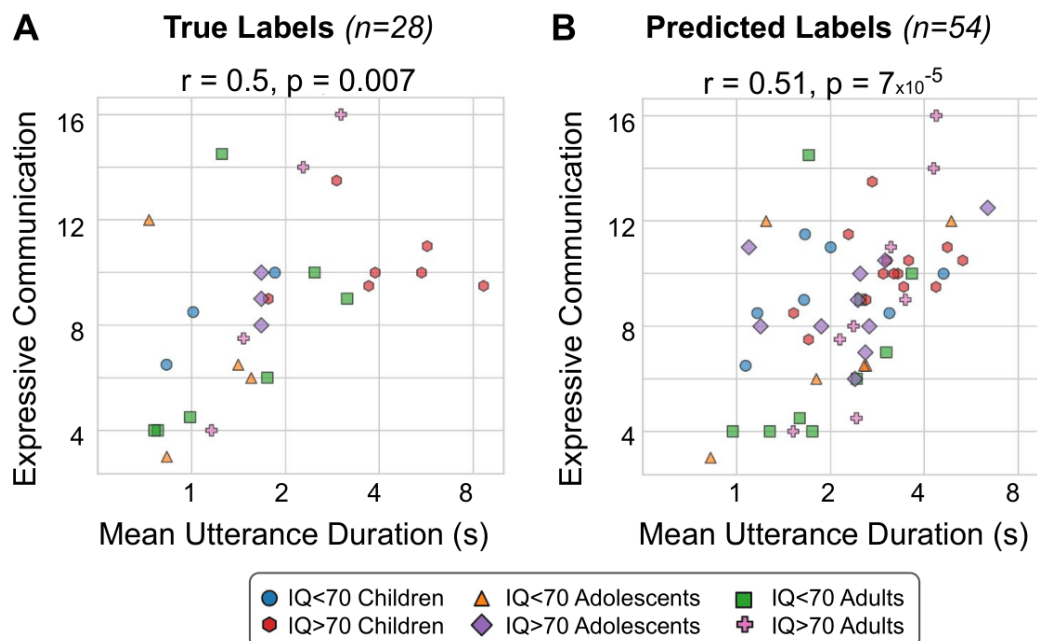 A True Labels (n=28)
r = 0.5, p = 0.007
16
12
8
4
Expressive Communication
1 2 4 8
Mean Utterance Duration (s)
B Predicted Labels (n=54)
r = 0.51, p = 7x10-5
16
12
8
4
Expressive Communication
1 2 4 8
Mean Utterance Duration (s)
IQ<70 Children IQ<70 Adolescents IQ<70 Adults
IQ>70 Children IQ>70 Adolescents IQ>70 Adults